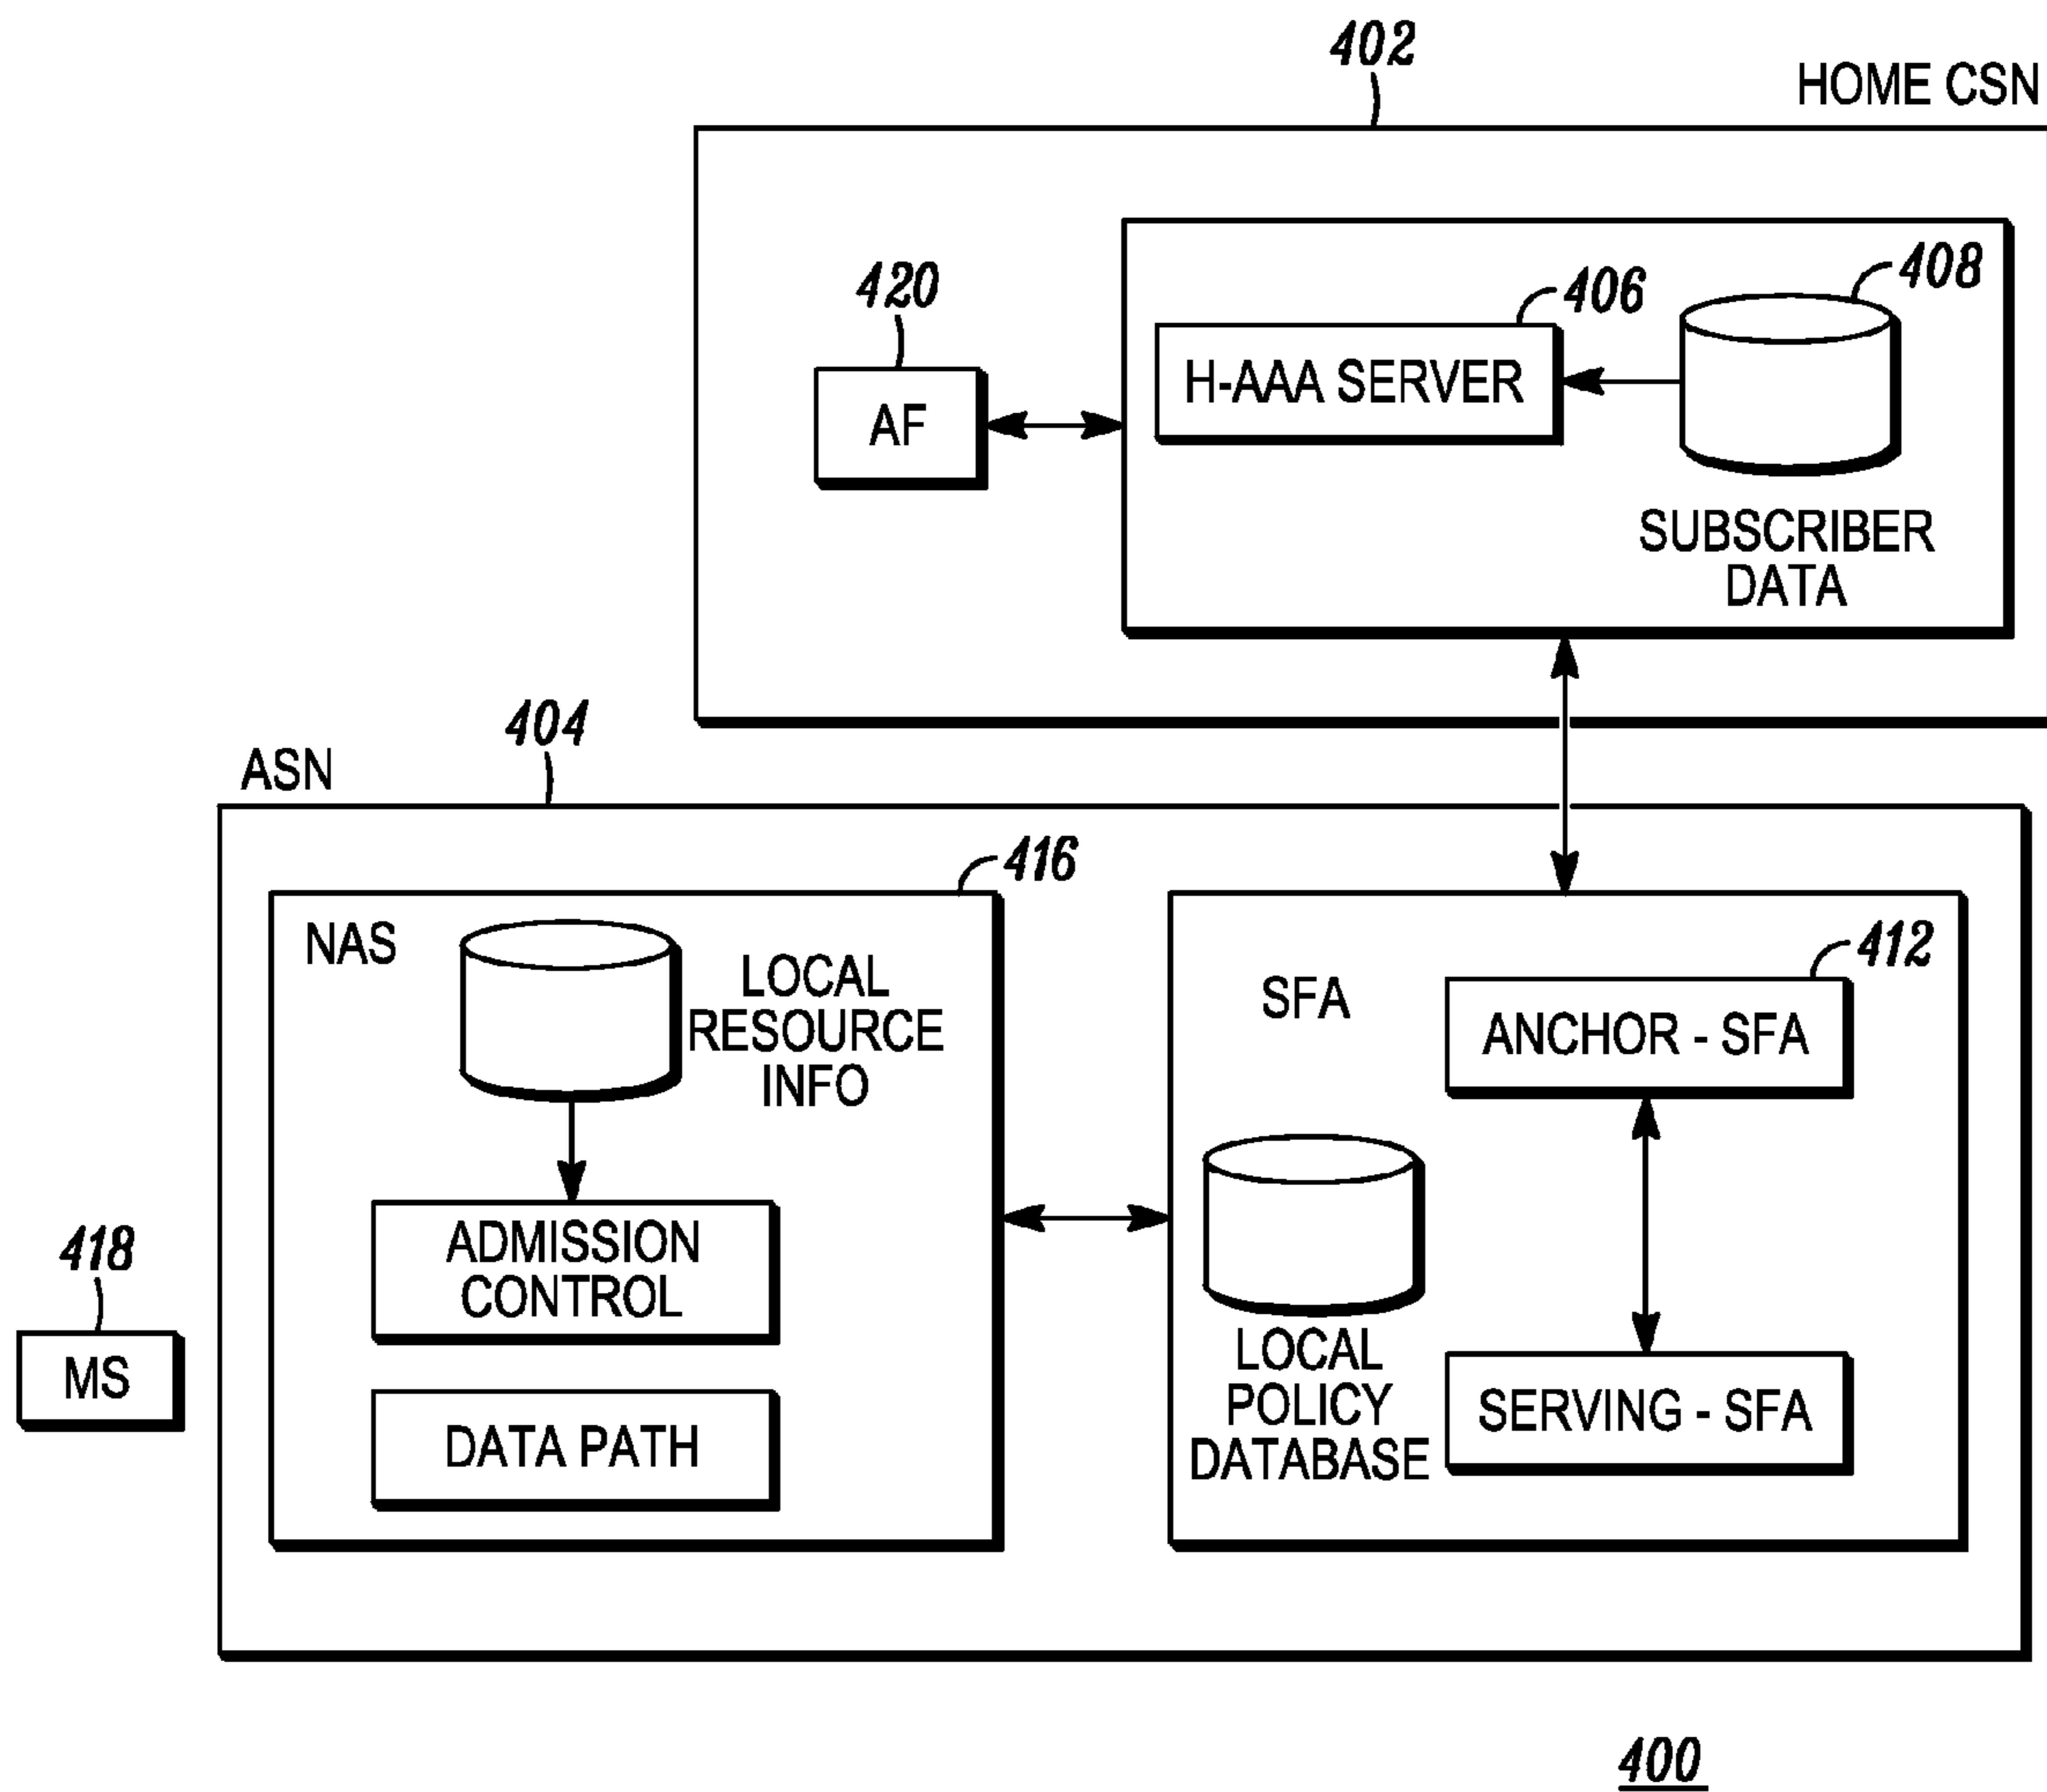 402
HOME CSN
420
406
408
AF
H-AAA SERVER
SUBSCRIBER
DATA
404
ASN
416
NAS
LOCAL
RESOURCE
INFO
412
SFA
ANCHOR - SFA
ADMISSION
CONTROL
418
MS
LOCAL
POLICY
DATABASE
SERVING - SFA
DATA PATH
400